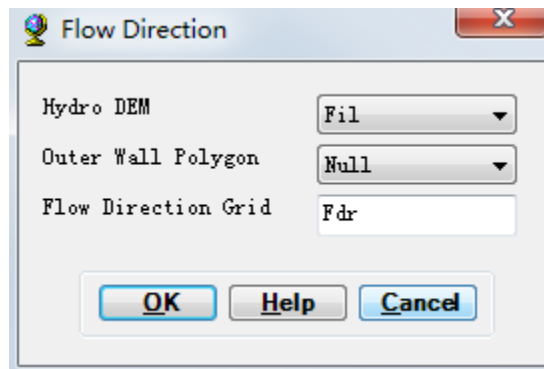 Flow Direction
Hydro DEM Fil
Outer Wall Polygon Null
Flow Direction Grid Fdr
OK Help Cancel